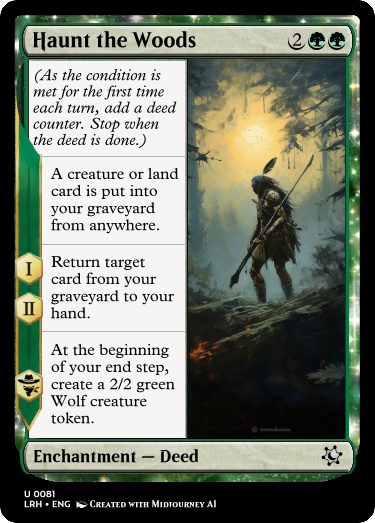 Haunt the Woods 2
(As the condition is
met for the first time
each turn, add a deed
counter. Stop when
the deed is done.)
A creature or land
card is put into
your graveyard
from anywhere.
I
II
Return target
card from your
graveyard to your
hand.
At the beginning
of your end step,
create a 2/2 green
Wolf creature
token.
Enchantment — Deed
U 0081
LRH • ENG Created with Midjourney AI